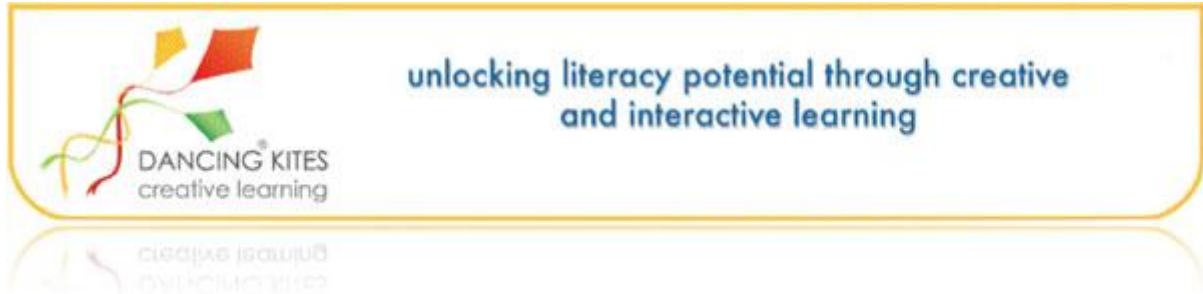 unlocking literacy potential through creative
and interactive learning
DANCING® KITES
creative learning